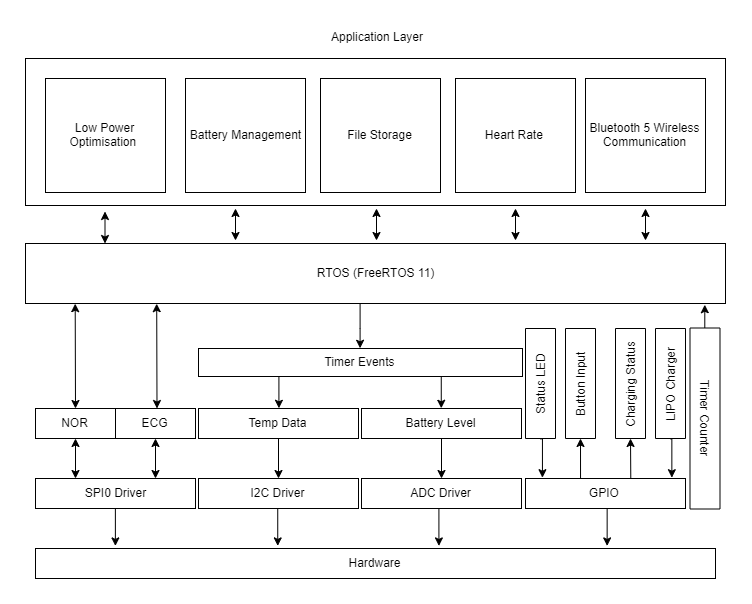 Application Layer
Low Power
Optimisation
Battery Management
File Storage
Heart Rate
Bluetooth 5 Wireless
Communication
RTOS (FreeRTOS 11)
Timer Events
Status LED
Button Input
Charging Status
LIPO Charger
Timer Counter
NOR
ECG
Temp Data
Battery Level
SPI0 Driver
I2C Driver
ADC Driver
GPIO
Hardware